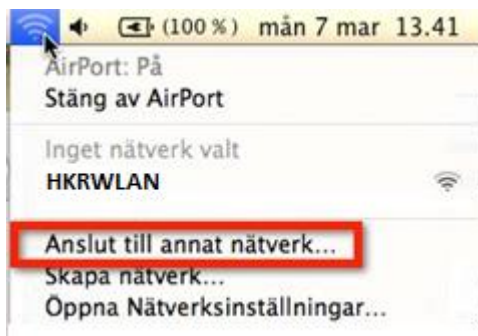 (100 %) mån 7 mar 13.41
AirPort: På
Stäng av AirPort
Inget nätverk valt
HKRWLAN
Anslut till annat nätverk...
Skapa nätverk...
Öppna Nätverksinställningar...